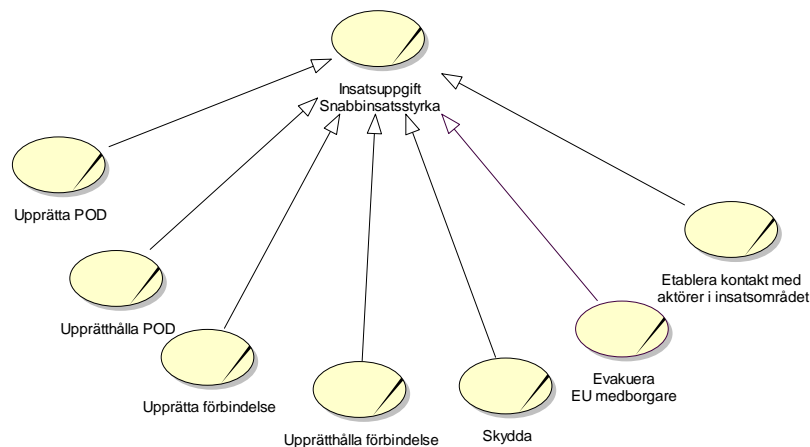 Insatsuppgift
Snabbinsatsstyrka
Upprätta POD
Upprätthålla POD
Upprätta förbindelse
Upprätthålla förbindelse
Skydda
Evakuera
EU medborgare
Etablera kontakt med
aktörer i insatsområdet